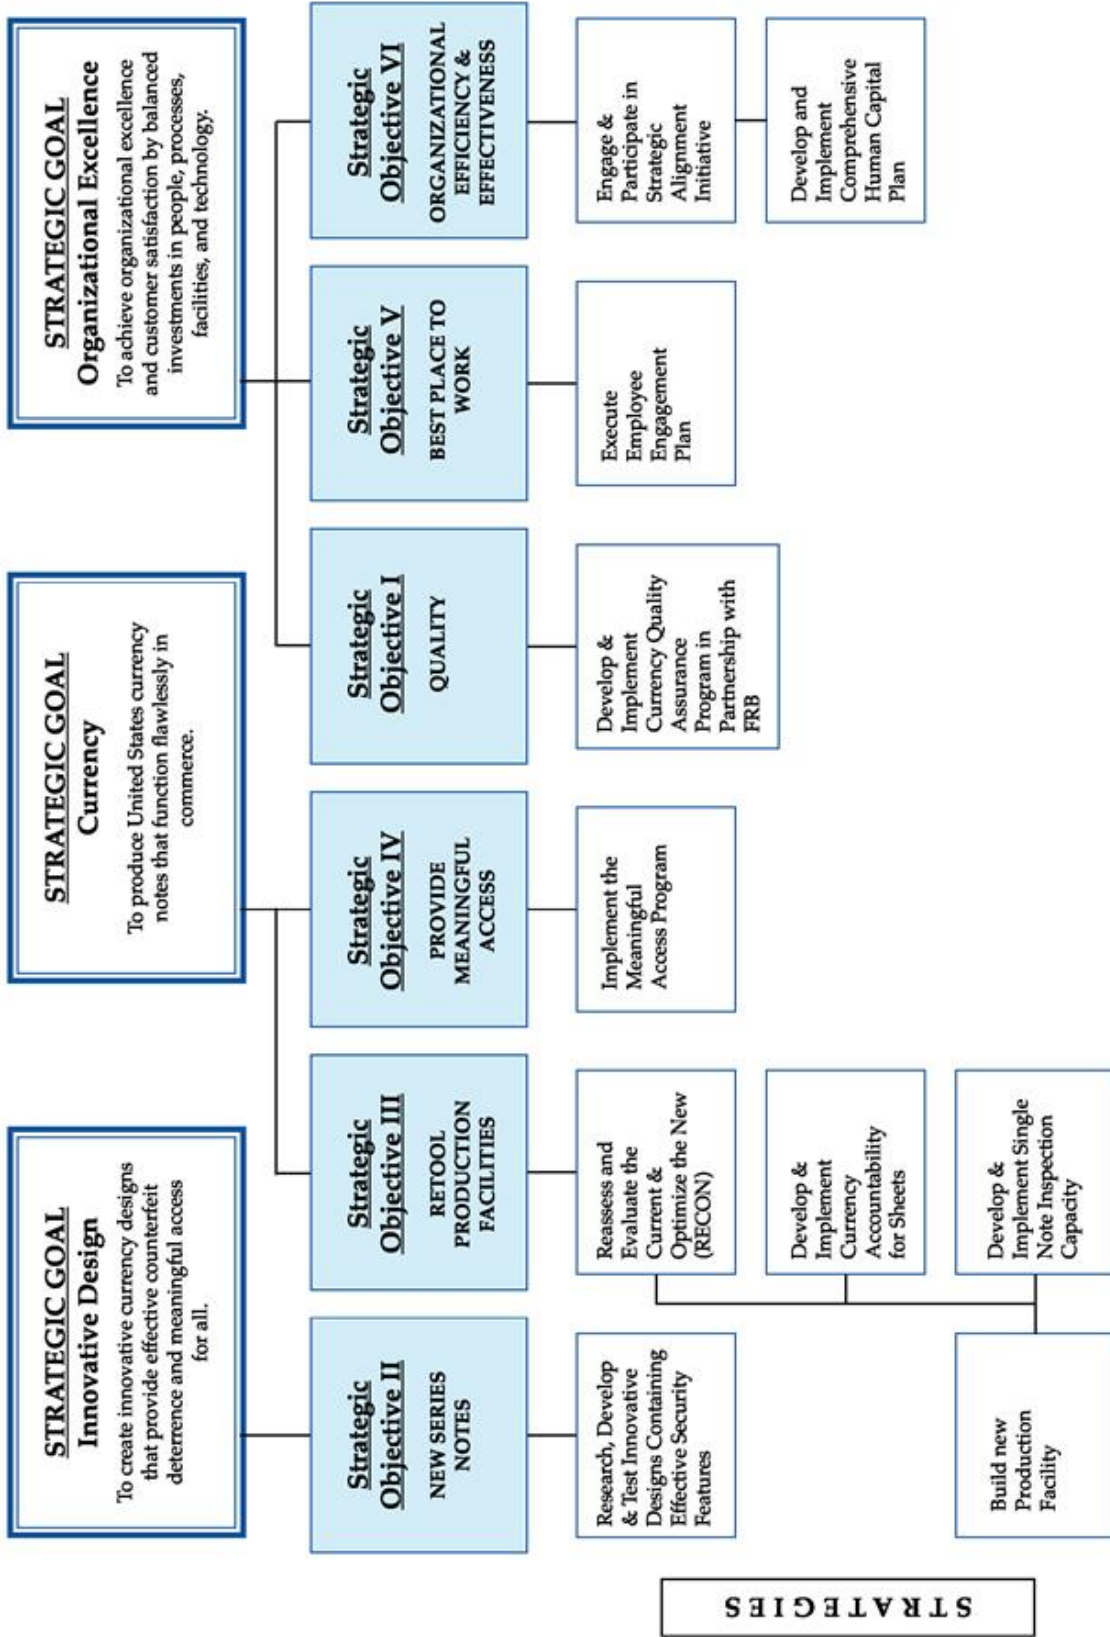 STRATEGIC GOAL
Innovative Design
To create innovative currency designs
that provide effective counterfeit
deterrence and meaningful access
for all.
STRATEGIC GOAL
Currency
To produce United States currency
notes that function flawlessly in
commerce.
STRATEGIC GOAL
Organizational Excellence
To achieve organizational excellence
and customer satisfaction by balanced
investments in people, processes,
facilities, and technology.
Strategic
Objective II
NEW SERIES
NOTES
Strategic
Objective III
RETOOL
PRODUCTION
FACILITIES
Strategic
Objective IV
PROVIDE
MEANINGFUL
ACCESS
Strategic
Objective I
QUALITY
Strategic
Objective V
BEST PLACE TO
WORK
Strategic
Objective VI
ORGANIZATIONAL
EFFICIENCY &
EFFECTIVENESS
STRATEGIES
Research, Develop
& Test Innovative
Designs Containing
Effective Security
Features
Reassess and
Evaluate the
Current &
Optimize the New
(RECON)
Implement the
Meaningful
Access Program
Develop &
Implement
Currency Quality
Assurance
Program in
Partnership with
FRB
Execute
Employee
Engagement
Plan
Engage &
Participate in
Strategic
Alignment
Initiative
Develop &
Implement
Currency
Accountability
for Sheets
Develop and
Implement
Comprehensive
Human Capital
Plan
Build new
Production
Facility
Develop &
Implement Single
Note Inspection
Capacity